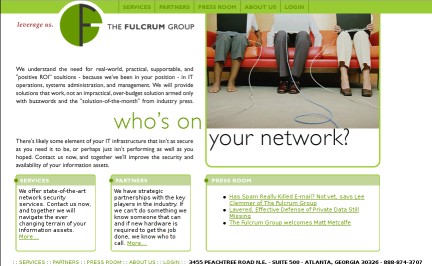 SERVICES PARTNERS PRESS ROOM ABOUT US LOGIN
leverage us.
THE FULCRUM GROUP
We understand the need for real-world, practical, supportable, and
"positive ROI" soultions - because we've been in your position - in IT
operations, systems administration, and management. We will provide
solutions that work, not an impractical, over-budget solution armed only
with buzzwords and the "solution-of-the-month" from industry press.
who's on
your network?
There's likely some element of your IT infrastructure that isn't as secure
as you need it to be, or perhaps just isn't performing as well as you
hoped. Contact us now, and together we'll improve the security and
availability of your information assets.
SERVICES
We offer state-of-the-art
network security
services. Contact us now,
and together we will
navigate the ever
changing terrain of your
information assets.
More...
PARTNERS
We have strategic
partnerships with the key
players in the industry. If
we can't do something we
know someone that can
and if new hardware is
required to get the job
done, we know who to
call. More...
PRESS ROOM
Has Spam Really Killed E-mail? Not yet, says Lee
Clemmer of The Fulcrum Group
Layered, Effective Defense of Private Data Still
Missing
The Fulcrum Group welcomes Matt Metcalfe
:: SERVICES :: PARTNERS :: PRESS ROOM :: ABOUT US :: LOGIN :: 3455 PEACHTREE ROAD N.E. - SUITE 500 - ATLANTA, GEORGIA 30326 - 888-874-3707